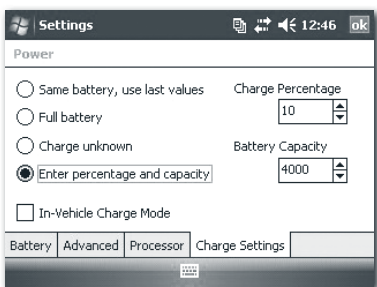 Settings 12:46 ok
Power
Same battery, use last values
Full battery
Charge unknown
Enter percentage and capacity
Charge Percentage
10
Battery Capacity
4000
In-Vehicle Charge Mode
Battery Advanced Processor Charge Settings